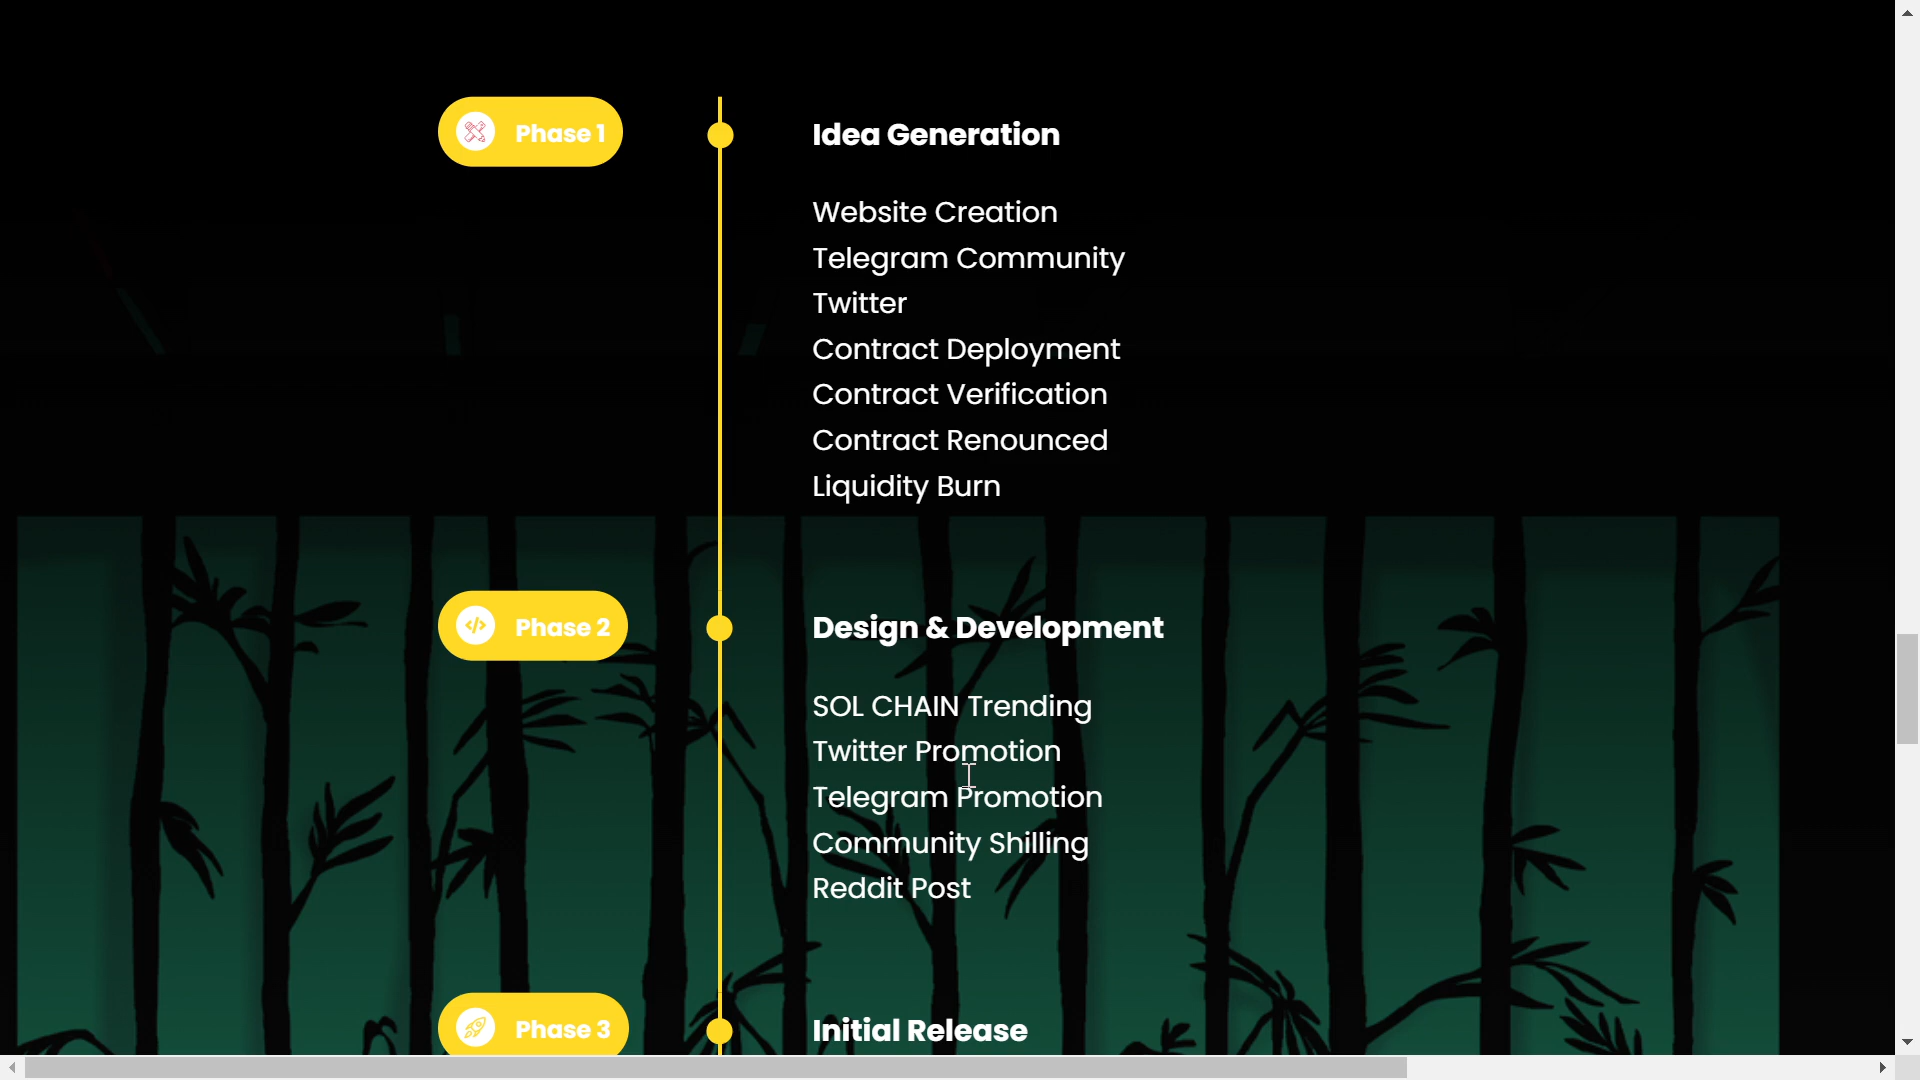 Phase 1
Idea Generation
Website Creation
Telegram Community
Twitter
Contract Deployment
Contract Verification
Contract Renounced
Liquidity Burn
Phase 2
Design & Development
SOL CHAIN Trending
Twitter Promotion
Telegram Promotion
Community Shilling
Reddit Post
Phase 3
Initial Release